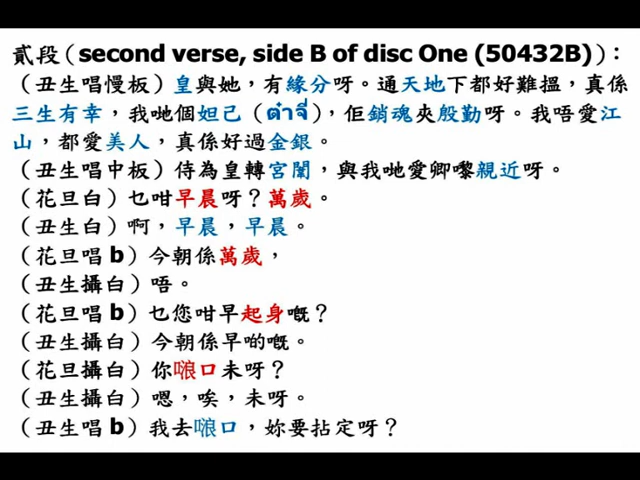 貳段（second verse, side B of disc One (50432B)）：
（丑生唱慢板）皇與她，有緣分呀。通天地下都好難搵，真係
三生有幸，我哋個妲己（ต๋าจี่），佢銷魂夾殷勤呀。我唔愛江
山，都愛美人，真係好過金銀。
（丑生唱中板）侍為皇轉宮闈，與我哋愛卿嚟親近呀。
（花旦白）乜咁早晨呀？萬歲。
（丑生白）啊，早晨，早晨。
（花旦唱 b）今朝係萬歲，
（丑生攝白）唔。
（花旦唱 b）乜您咁早起身嘅？
（丑生攝白）今朝係早啲嘅。
（花旦攝白）你㗾口未呀？
（丑生攝白）嗯，唉，未呀。
（丑生唱 b）我去㗾口，妳要拈定呀？